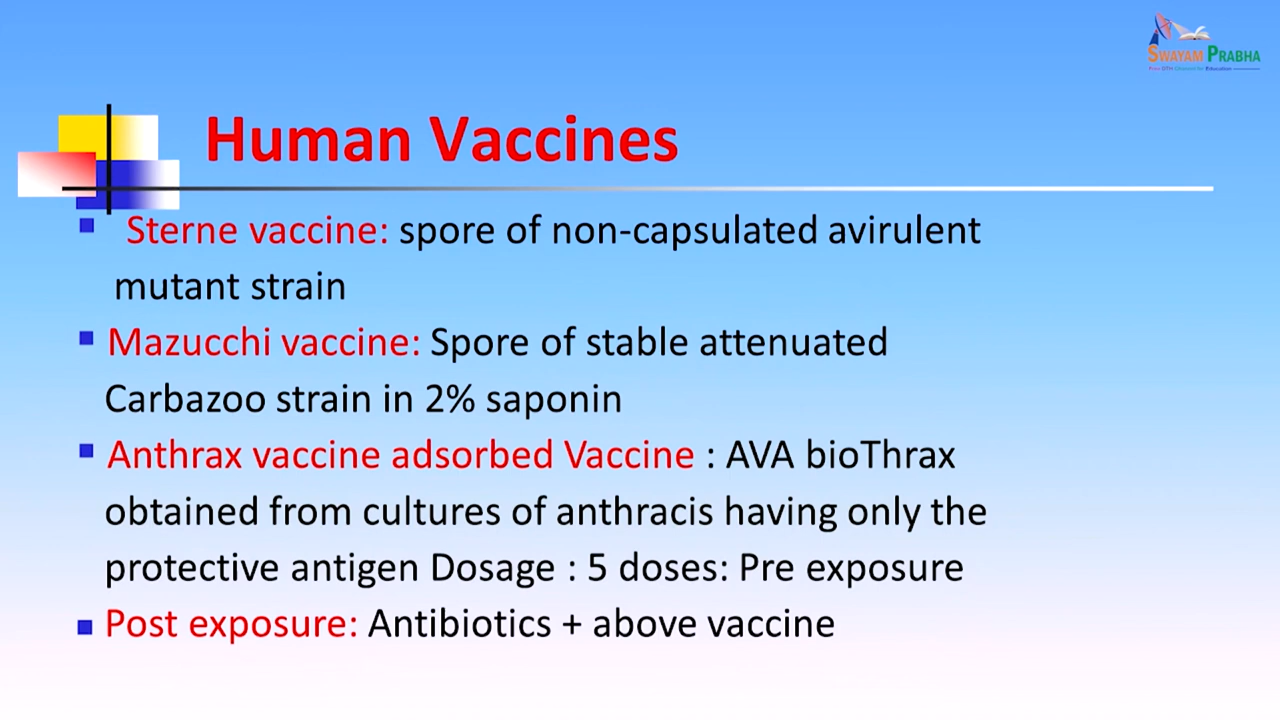 SWAYAM PRABHA
Human Vaccines
Sterne vaccine: spore of non-capsulated avirulent
mutant strain
Mazucchi vaccine: Spore of stable attenuated
Carbazoo strain in 2% saponin
Anthrax vaccine adsorbed Vaccine : AVA bioThrax
obtained from cultures of anthracis having only the
protective antigen Dosage : 5 doses: Pre exposure
Post exposure: Antibiotics + above vaccine